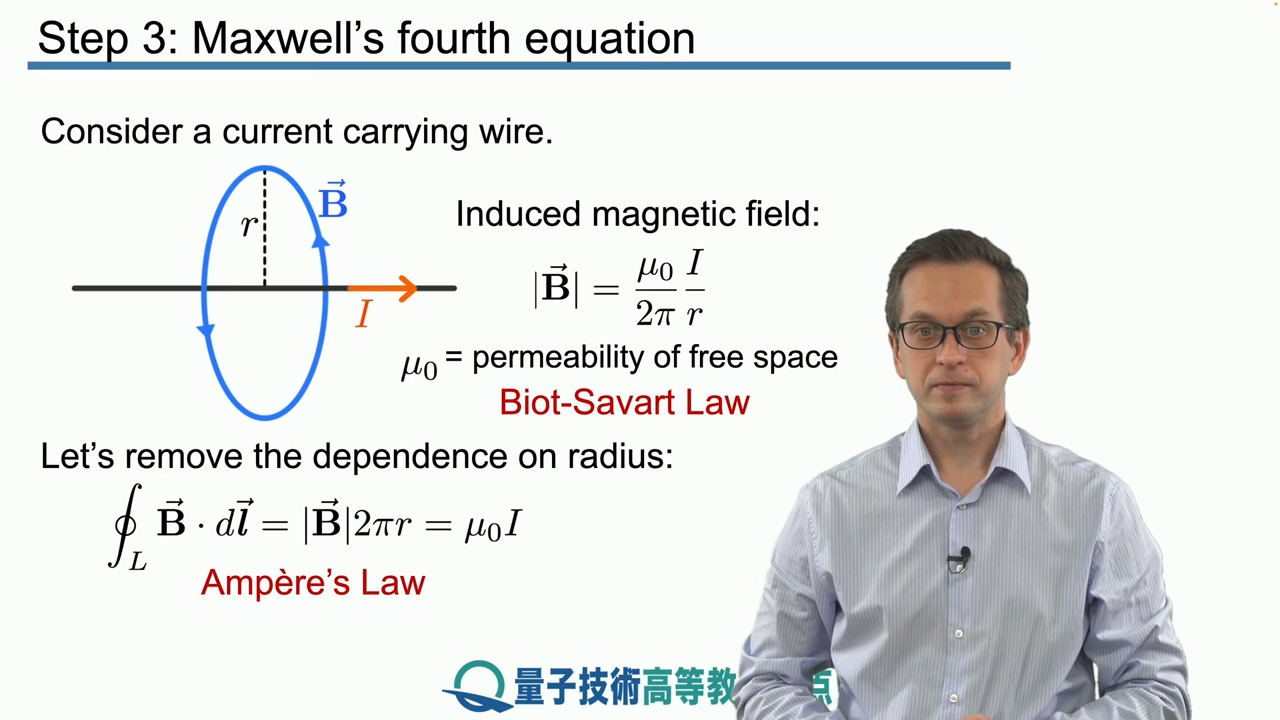 Step 3: Maxwell's fourth equation
Consider a current carrying wire.
r
B⃗
I
Induced magnetic field:
|B⃗| = μ₀/2π I/r
μ₀ = permeability of free space
Biot-Savart Law
Let's remove the dependence on radius:
∮_L B⃗ · dl⃗ = |B⃗|2πr = μ₀I
Ampère's Law
量子技術高等教 点